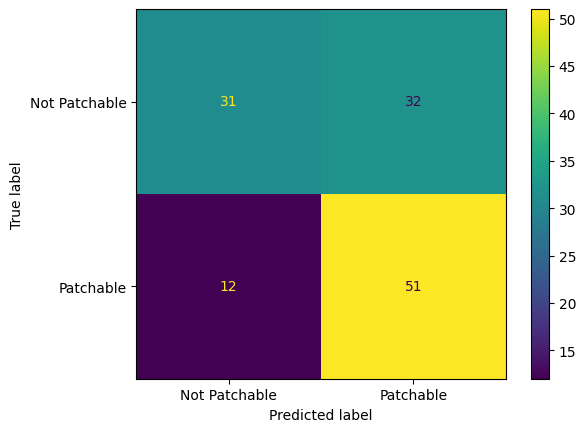 Not Patchable 31 32
Patchable 12 51
Not Patchable Patchable
Predicted label
True label
50
45
40
35
30
25
20
15